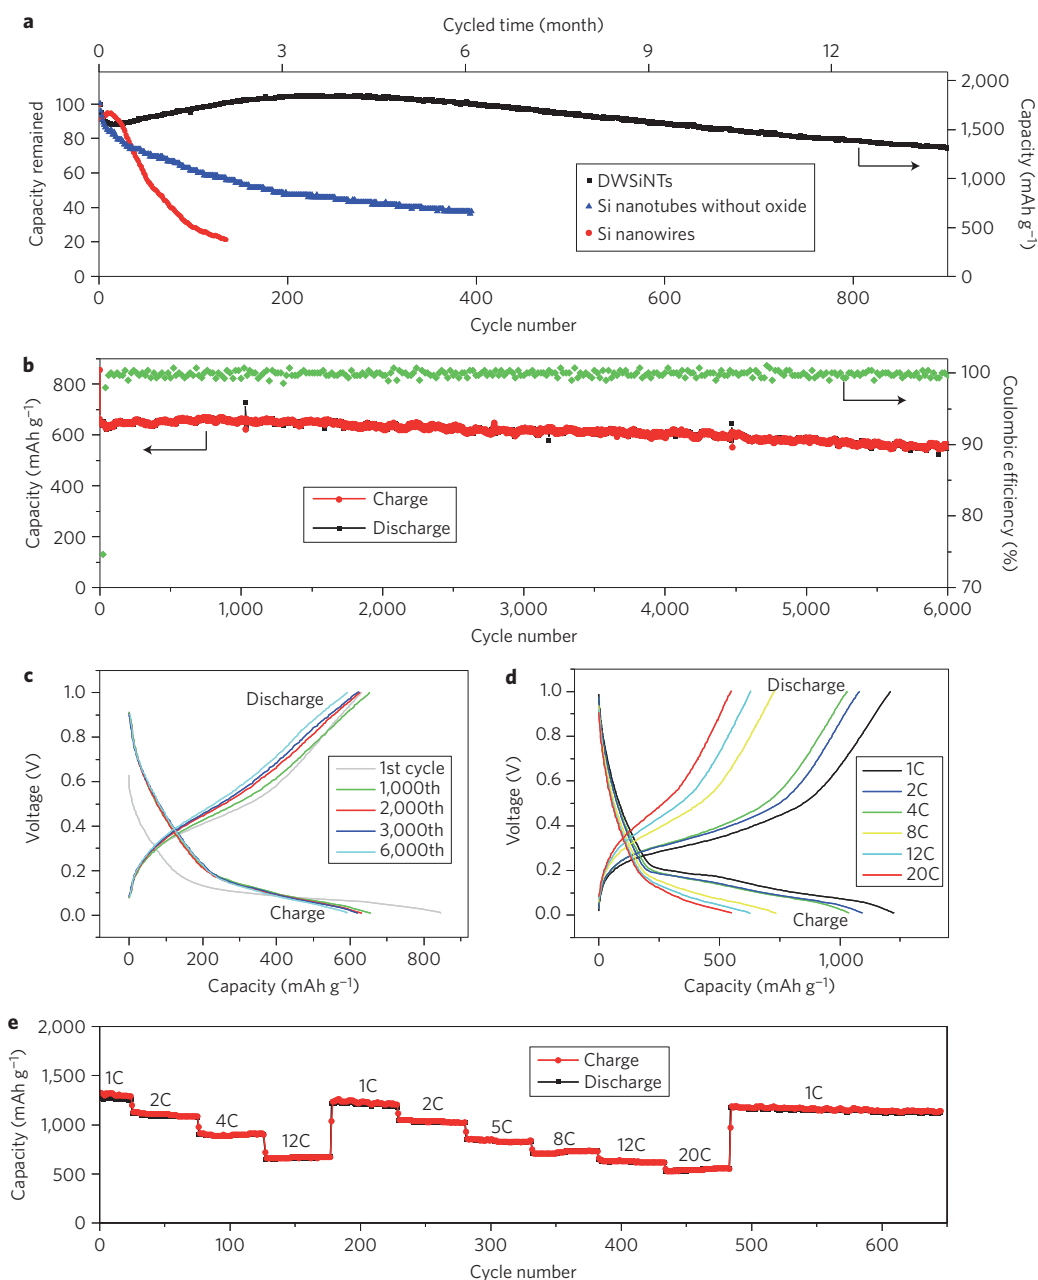 a
Cycled time (month)
0 3 6 9 12
100
80
60
40
20
0
Capacity remained
2,000
1,500
1,000
500
0
Capacity (mAh g⁻¹)
DWSiNTs
Si nanotubes without oxide
Si nanowires
0 200 400 600 800
Cycle number
b
800
600
400
200
0
Capacity (mAh g⁻¹)
100
90
80
70
Coulombic efficiency (%)
Charge
Discharge
0 1,000 2,000 3,000 4,000 5,000 6,000
Cycle number
c
1.0
0.8
0.6
0.4
0.2
0.0
Voltage (V)
Discharge
1st cycle
1,000th
2,000th
3,000th
6,000th
Charge
0 200 400 600 800
Capacity (mAh g⁻¹)
d
1.0
0.8
0.6
0.4
0.2
0.0
Voltage (V)
Discharge
1C
2C
4C
8C
12C
20C
Charge
0 500 1,000
Capacity (mAh g⁻¹)
e
2,000
1,500
1,000
500
0
Capacity (mAh g⁻¹)
Charge
Discharge
1C 2C 4C 12C 1C 2C 5C 8C 12C 20C 1C
0 100 200 300 400 500 600
Cycle number